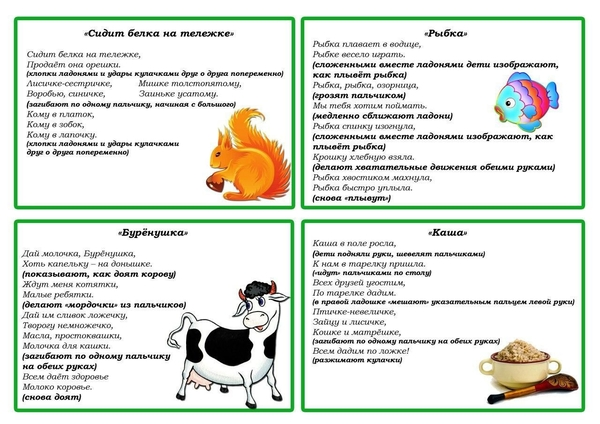 «Сидит белка на тележке»
Сидит белка на тележке,
Продаёт она орешки.
(хлопки ладонями и удары кулачками друг о друга попеременно)
Лисичке-сестричке, Мишке толстопятому,
Воробью, синичке, Заиньке усатому.
(загибают по одному пальчику, начиная с большого)
Кому в платок,
Кому в зобок,
Кому в лапочку.
(хлопки ладонями и удары кулачками
друг о друга попеременно)
«Рыбка»
Рыбка плавает в водице,
Рыбке весело играть.
(сложенными вместе ладонями дети изображают,
как плывёт рыбка)
Рыбка, рыбка, озорница,
(грозят пальчиком)
Мы тебя хотим поймать.
(медленно сближают ладони)
Рыбка спинку изогнула,
(сложенными вместе ладонями изображают, как
плывёт рыбка)
Крошку хлебную взяла.
(делают хватательные движения обеими руками)
Рыбка хвостиком махнула,
Рыбка быстро уплыла.
(снова «плывут»)
«Бурёнушка»
Дай молочка, Бурёнушка,
Хоть капельку – на донышке.
(показывают, как доят корову)
Ждут меня котятки,
Малые ребятки.
(делают «мордочки» из пальчиков)
Дай им сливок ложечку,
Творогу немножечко,
Масла, простоквашки,
Молочка для кашки.
(загибают по одному пальчику
на обеих руках)
Всем даёт здоровье
Молоко коровье.
(снова доят)
«Каша»
Каша в поле росла,
(дети подняли руки, шевелят пальчиками)
К нам в тарелку пришла.
(«идут» пальчиками по столу)
Всех друзей угостим,
По тарелке дадим.
(в правой ладошке «мешают» указательным пальцем левой руки)
Птичке-невеличке,
Зайцу и лисичке,
Кошке и матрёшке,
(загибают по одному пальчику на обеих руках)
Всем дадим по ложке!
(разжимают кулачки)